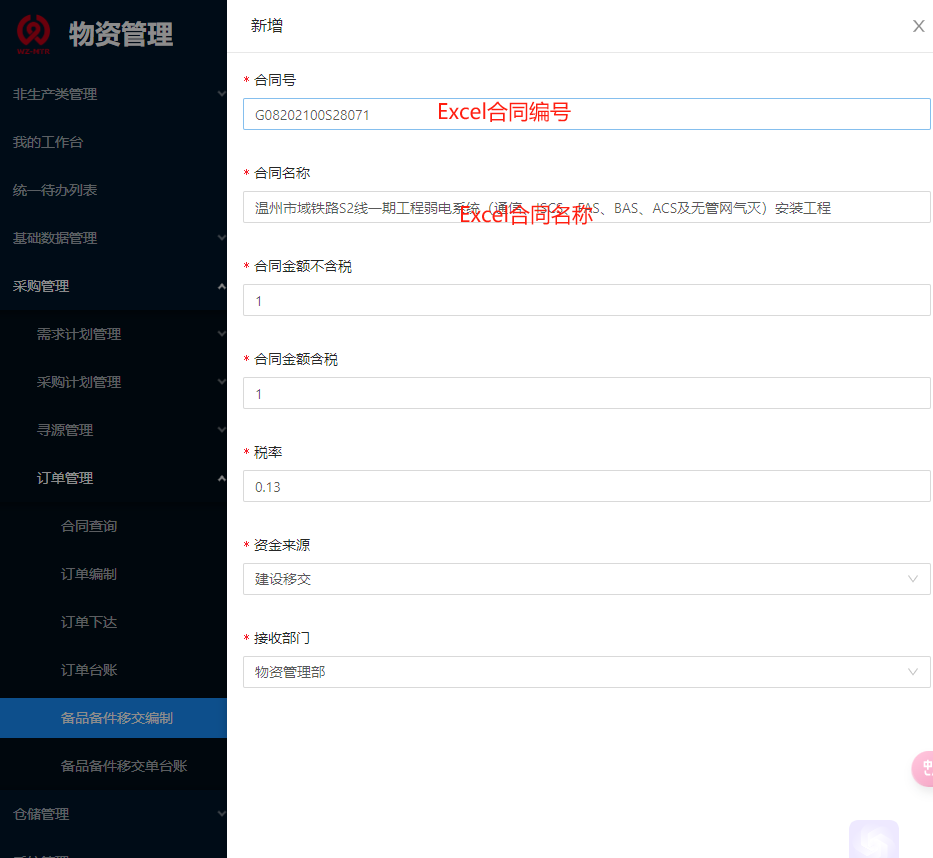 物资管理
WZ-MTR
非生产类管理
我的工作台
统一待办列表
基础数据管理
采购管理
需求计划管理
采购计划管理
寻源管理
订单管理
合同查询
订单编制
订单下达
订单台账
备品备件移交编制
备品备件移交单台账
仓储管理
新增
* 合同号
G08202100S28071
Excel合同编号
* 合同名称
温州市域铁路S2线一期工程弱电系统（通信、ISCS、FAS、BAS、ACS及无管网气灭）安装工程
Excel合同名称
* 合同金额不含税
1
* 合同金额含税
1
* 税率
0.13
* 资金来源
建设移交
* 接收部门
物资管理部
中